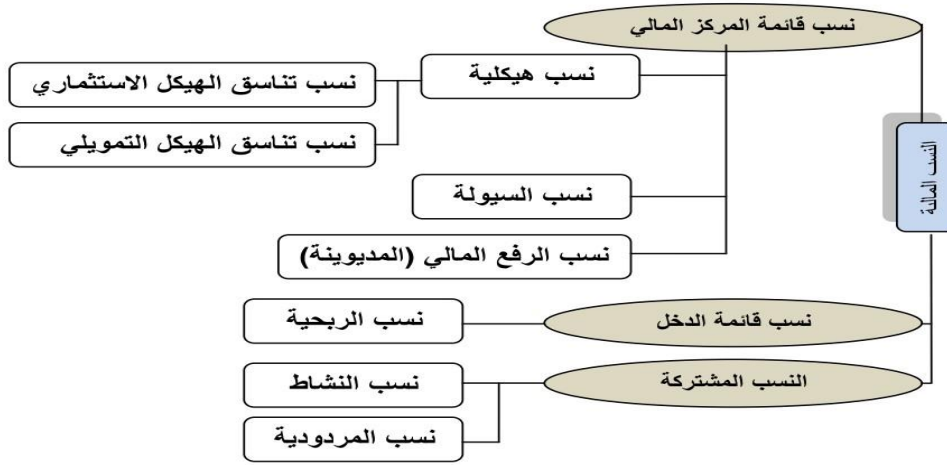 النسب المالية
نسب قائمة المركز المالي
نسب هيكلية
نسب تناسق الهيكل الاستثماري
نسب تناسق الهيكل التمويلي
نسب السيولة
نسب الرفع المالي (المديوينة)
نسب قائمة الدخل
نسب الربحية
النسب المشتركة
نسب النشاط
نسب المردودية